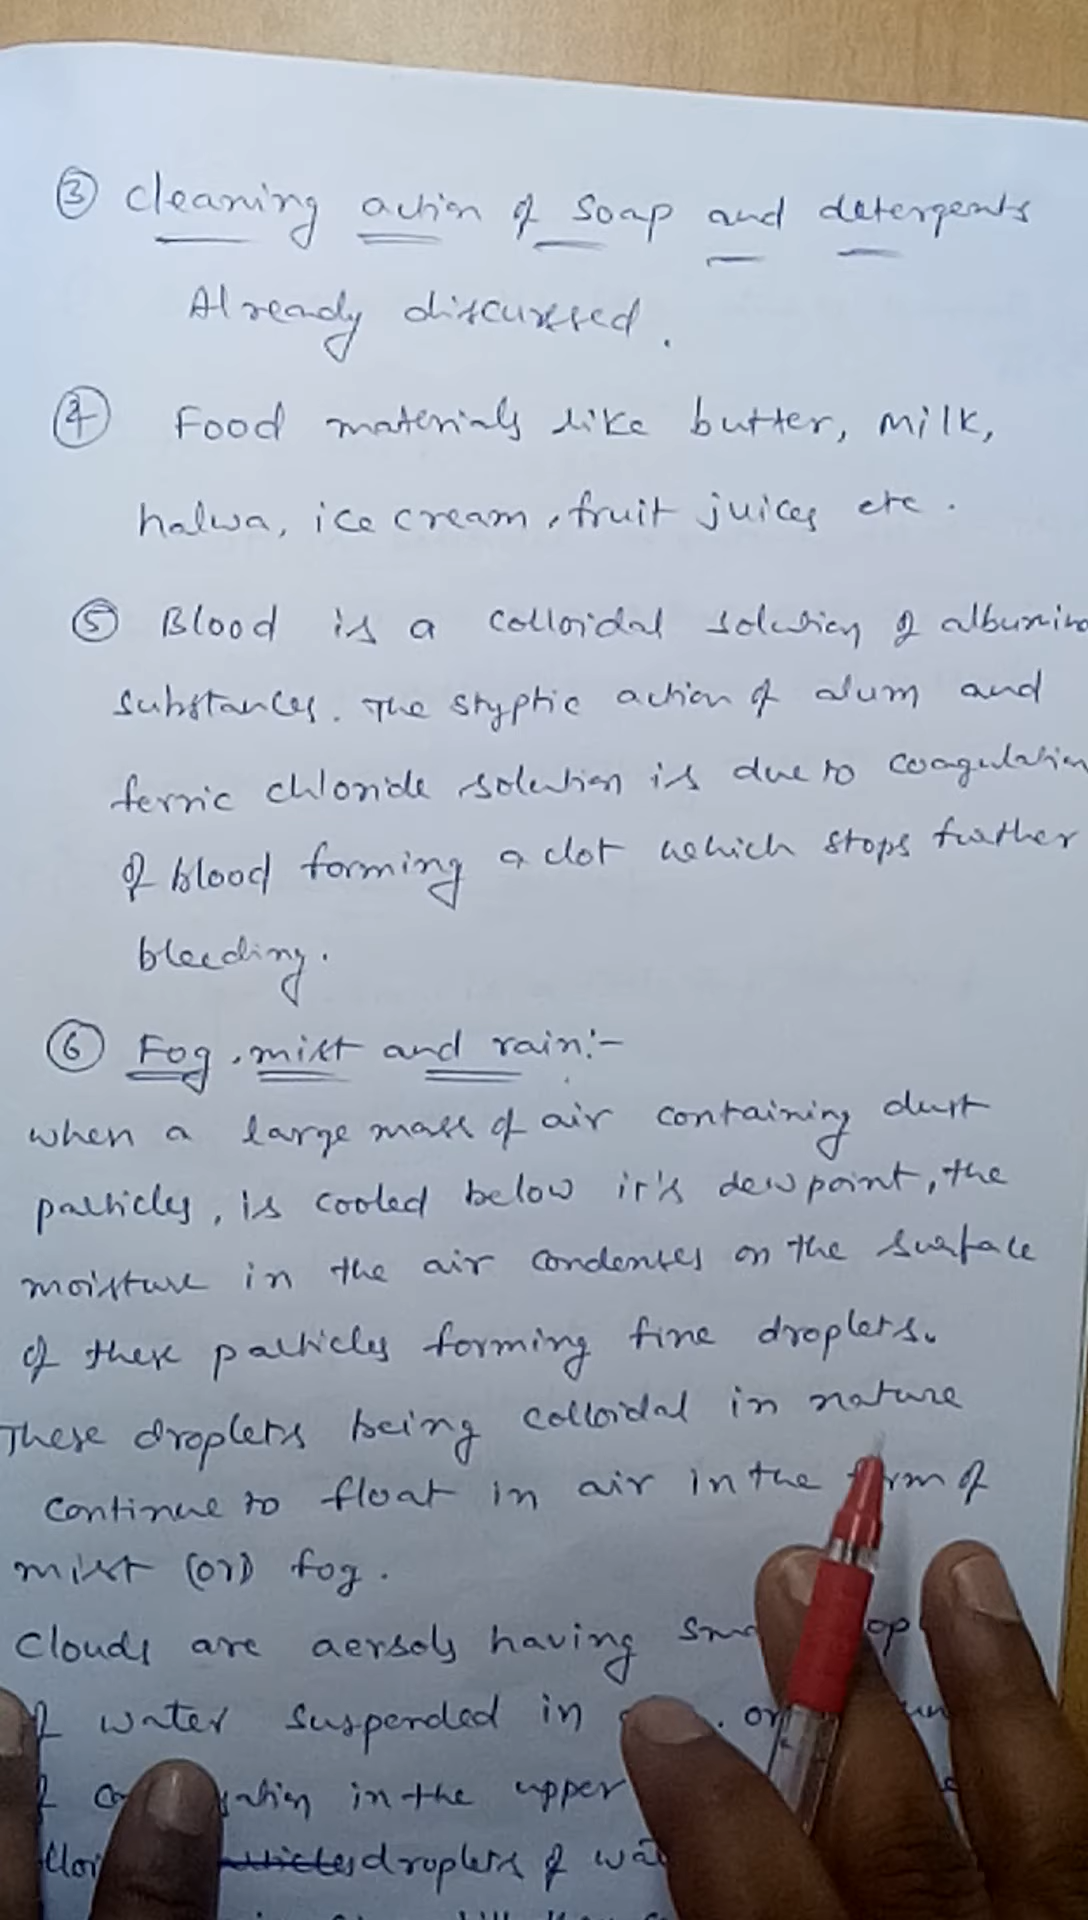 ③ Cleaning action of soap and detergents
Already discussed.
④ Food materials like butter, milk,
halwa, ice cream, fruit juices etc.
⑤ Blood is a colloidal solution of
substances. The styptic action of alum and
ferric chloride solution is due to coagulation
of blood forming a clot which stops further
bleeding.
⑥ Fog, mist and rain:-
when a large mass of air containing dust
particles, is cooled below it's dew point, the
moisture in the air condenses on the surface
of these particles forming fine droplets.
These droplets being colloidal in nature
continue to float in air in the of
mist (or) fog.
Clouds are aersols having
of water suspended in
in the upper
droplets of